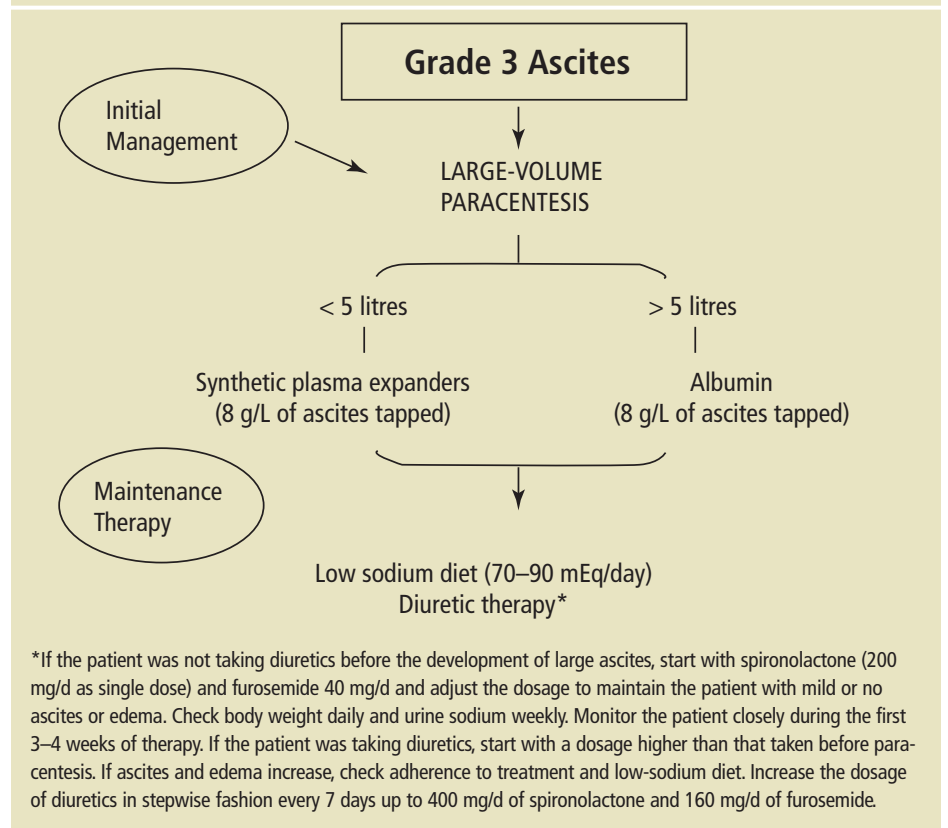 Grade 3 Ascites
Initial
Management
LARGE-VOLUME
PARACENTESIS
< 5 litres
> 5 litres
Synthetic plasma expanders
(8 g/L of ascites tapped)
Albumin
(8 g/L of ascites tapped)
Maintenance
Therapy
Low sodium diet (70–90 mEq/day)
Diuretic therapy*
*If the patient was not taking diuretics before the development of large ascites, start with spironolactone (200
mg/d as single dose) and furosemide 40 mg/d and adjust the dosage to maintain the patient with mild or no
ascites or edema. Check body weight daily and urine sodium weekly. Monitor the patient closely during the first
3–4 weeks of therapy. If the patient was taking diuretics, start with a dosage higher than that taken before para-
centesis. If ascites and edema increase, check adherence to treatment and low-sodium diet. Increase the dosage
of diuretics in stepwise fashion every 7 days up to 400 mg/d of spironolactone and 160 mg/d of furosemide.